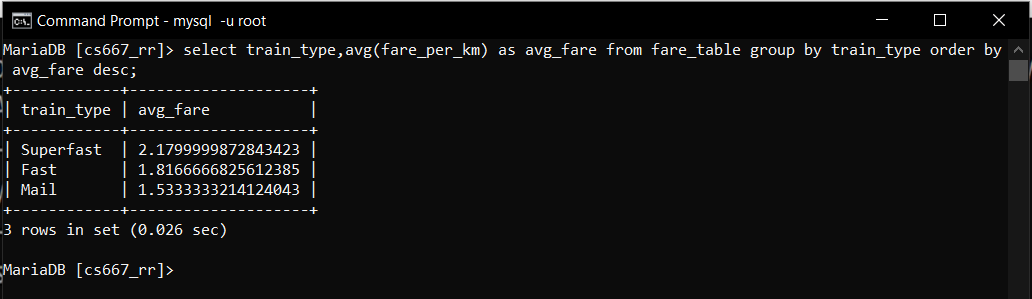 Command Prompt - mysql  -u root
MariaDB [cs667_rr]> select train_type,avg(fare_per_km) as avg_fare from fare_table group by train_type order by
 avg_fare desc;
+------------+--------------------+
| train_type | avg_fare           |
+------------+--------------------+
| Superfast  | 2.1799999872843423 |
| Fast       | 1.8166666825612385 |
| Mail       | 1.5333333214124043 |
+------------+--------------------+
3 rows in set (0.026 sec)
MariaDB [cs667_rr]>